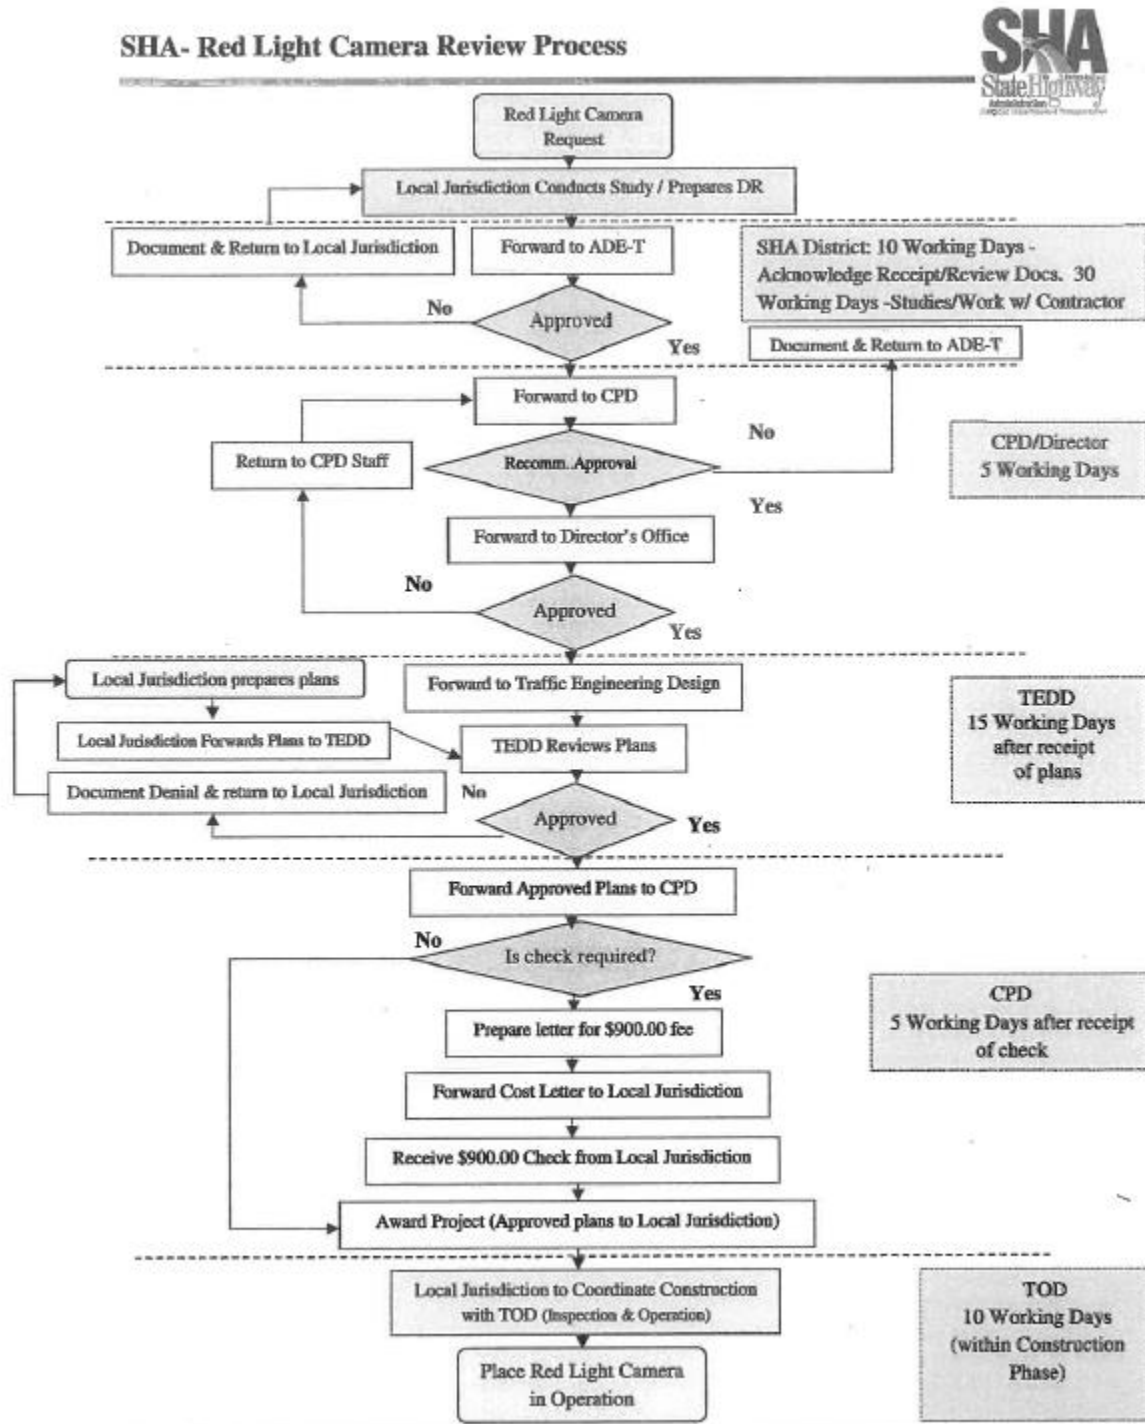 SHA- Red Light Camera Review Process
SHA
State Highway
Administration
Red Light Camera
Request
Local Jurisdiction Conducts Study / Prepares DR
Document & Return to Local Jurisdiction
Forward to ADE-T
SHA District: 10 Working Days -
Acknowledge Receipt/Review Docs. 30
Working Days -Studies/Work w/ Contractor
No
Approved
Yes
Document & Return to ADE-T
Forward to CPD
No
Return to CPD Staff
Recomm..Approval
CPD/Director
5 Working Days
Yes
Forward to Director's Office
No
Approved
Yes
Local Jurisdiction prepares plans
Forward to Traffic Engineering Design
TEDD
15 Working Days
after receipt
of plans
Local Jurisdiction Forwards Plans to TEDD
TEDD Reviews Plans
Document Denial & return to Local Jurisdiction
No
Approved
Yes
Forward Approved Plans to CPD
No
Is check required?
Yes
CPD
5 Working Days after receipt
of check
Prepare letter for $900.00 fee
Forward Cost Letter to Local Jurisdiction
Receive $900.00 Check from Local Jurisdiction
Award Project (Approved plans to Local Jurisdiction)
Local Jurisdiction to Coordinate Construction
with TOD (Inspection & Operation)
TOD
10 Working Days
(within Construction
Phase)
Place Red Light Camera
in Operation